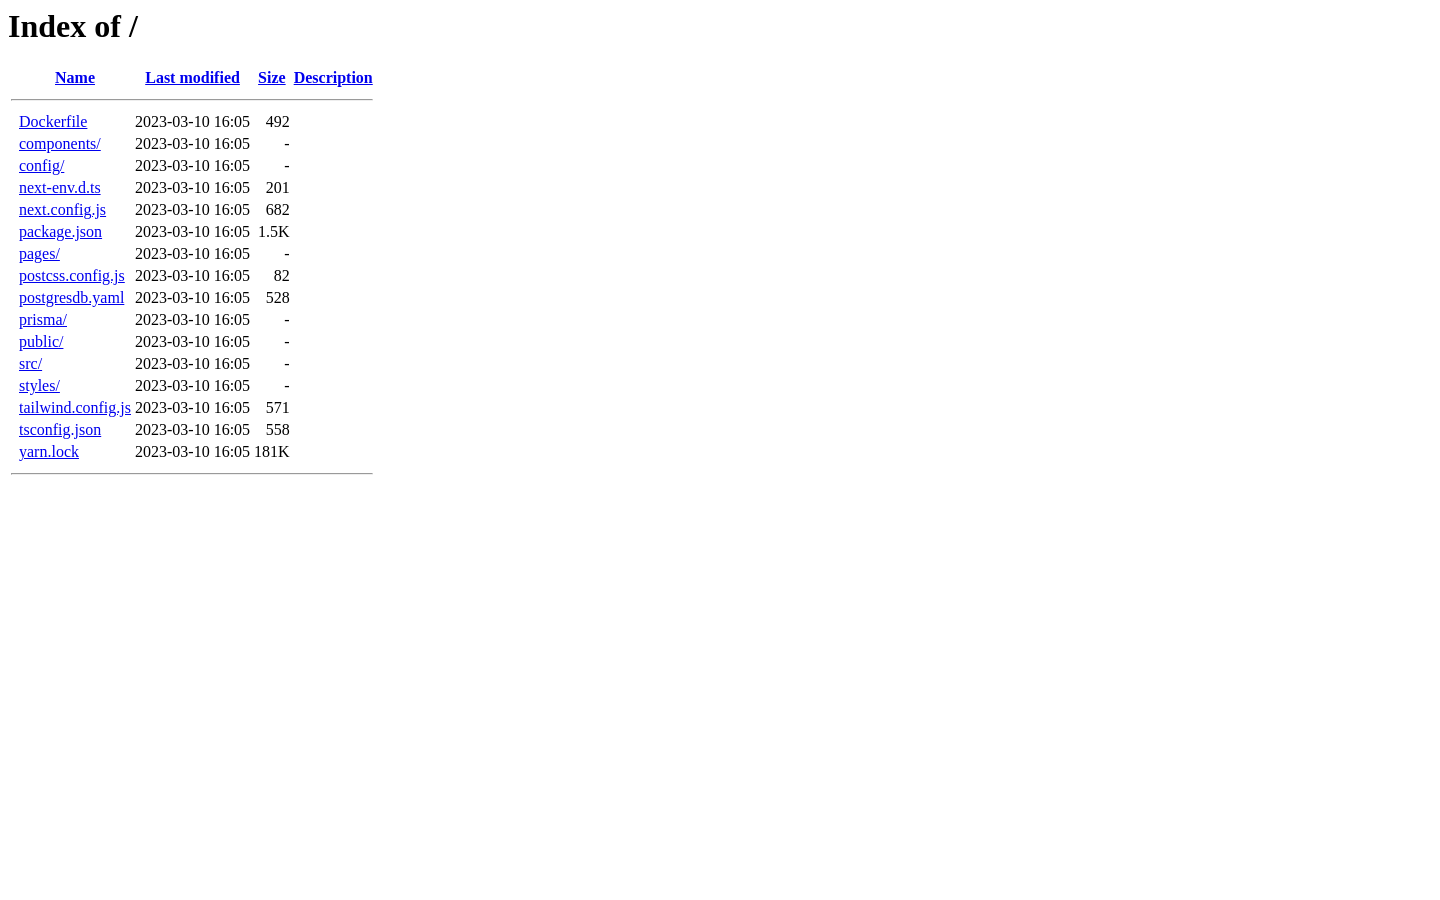 Index of /
Name Last modified Size Description
Dockerfile 2023-03-10 16:05 492
components/ 2023-03-10 16:05 -
config/ 2023-03-10 16:05 -
next-env.d.ts 2023-03-10 16:05 201
next.config.js 2023-03-10 16:05 682
package.json 2023-03-10 16:05 1.5K
pages/ 2023-03-10 16:05 -
postcss.config.js 2023-03-10 16:05 82
postgresdb.yaml 2023-03-10 16:05 528
prisma/ 2023-03-10 16:05 -
public/ 2023-03-10 16:05 -
src/ 2023-03-10 16:05 -
styles/ 2023-03-10 16:05 -
tailwind.config.js 2023-03-10 16:05 571
tsconfig.json 2023-03-10 16:05 558
yarn.lock 2023-03-10 16:05 181K